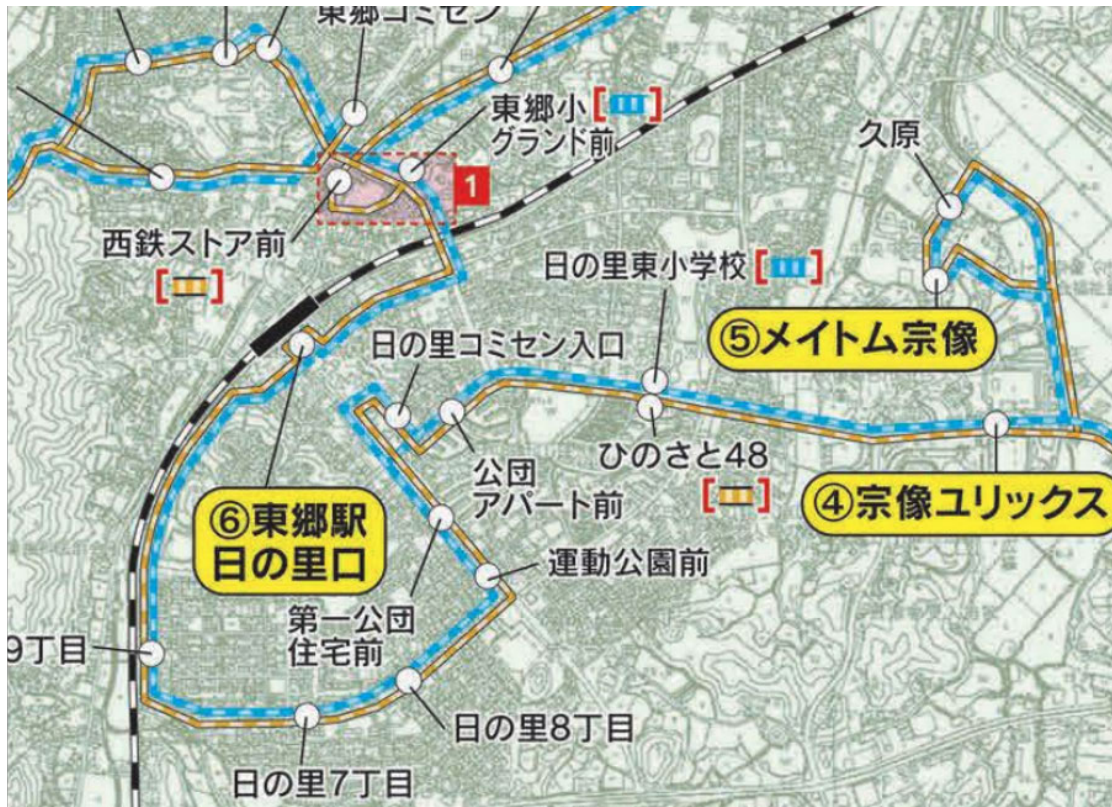 東郷コミセン
東郷小
グランド前
1
久原
西鉄ストア前
日の里東小学校
⑤メイトム宗像
日の里コミセン入口
ひのさと48
公団
アパート前
④宗像ユリックス
⑥東郷駅
日の里口
運動公園前
第一公団
住宅前
9丁目
日の里8丁目
日の里7丁目